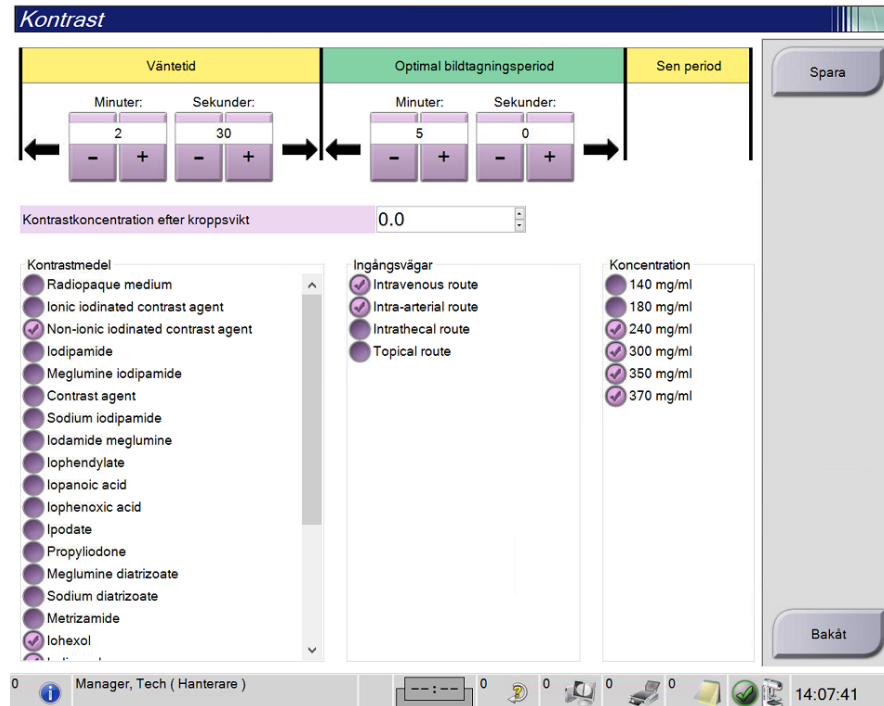 Kontrast
Väntetid
Optimal bildtagningsperiod
Sen period
Spara
Minuter: Sekunder: Minuter: Sekunder:
2 30 5 0
- + - + - + - +
Kontrastkoncentration efter kroppsvikt 0.0
Kontrastmedel
Radiopaque medium
Ionic iodinated contrast agent
Non-ionic iodinated contrast agent
Iodipamide
Meglumine iodipamide
Contrast agent
Sodium iodipamide
Iodamide meglumine
Iophendylate
Iopanoic acid
Iophenoxic acid
Ipodate
Propyliodone
Meglumine diatrizoate
Sodium diatrizoate
Metrizamide
Iohexol
Ingångsvägar
Intravenous route
Intra-arterial route
Intrathecal route
Topical route
Koncentration
140 mg/ml
180 mg/ml
240 mg/ml
300 mg/ml
350 mg/ml
370 mg/ml
Bakåt
0 Manager, Tech ( Hanterare ) --:-- 0 0 0 0 14:07:41